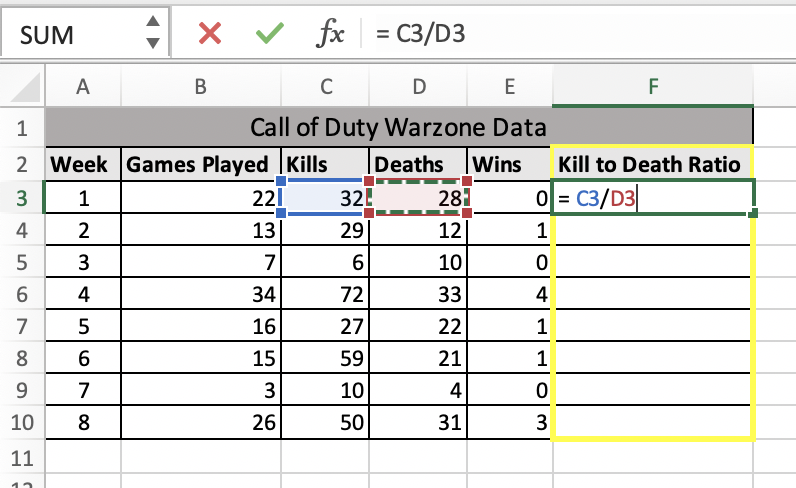 SUM fx = C3/D3
A B C D E F
1 Call of Duty Warzone Data
2 Week Games Played Kills Deaths Wins Kill to Death Ratio
3 1 22 32 28 0 = C3/D3
4 2 13 29 12 1
5 3 7 6 10 0
6 4 34 72 33 4
7 5 16 27 22 1
8 6 15 59 21 1
9 7 3 10 4 0
10 8 26 50 31 3
11